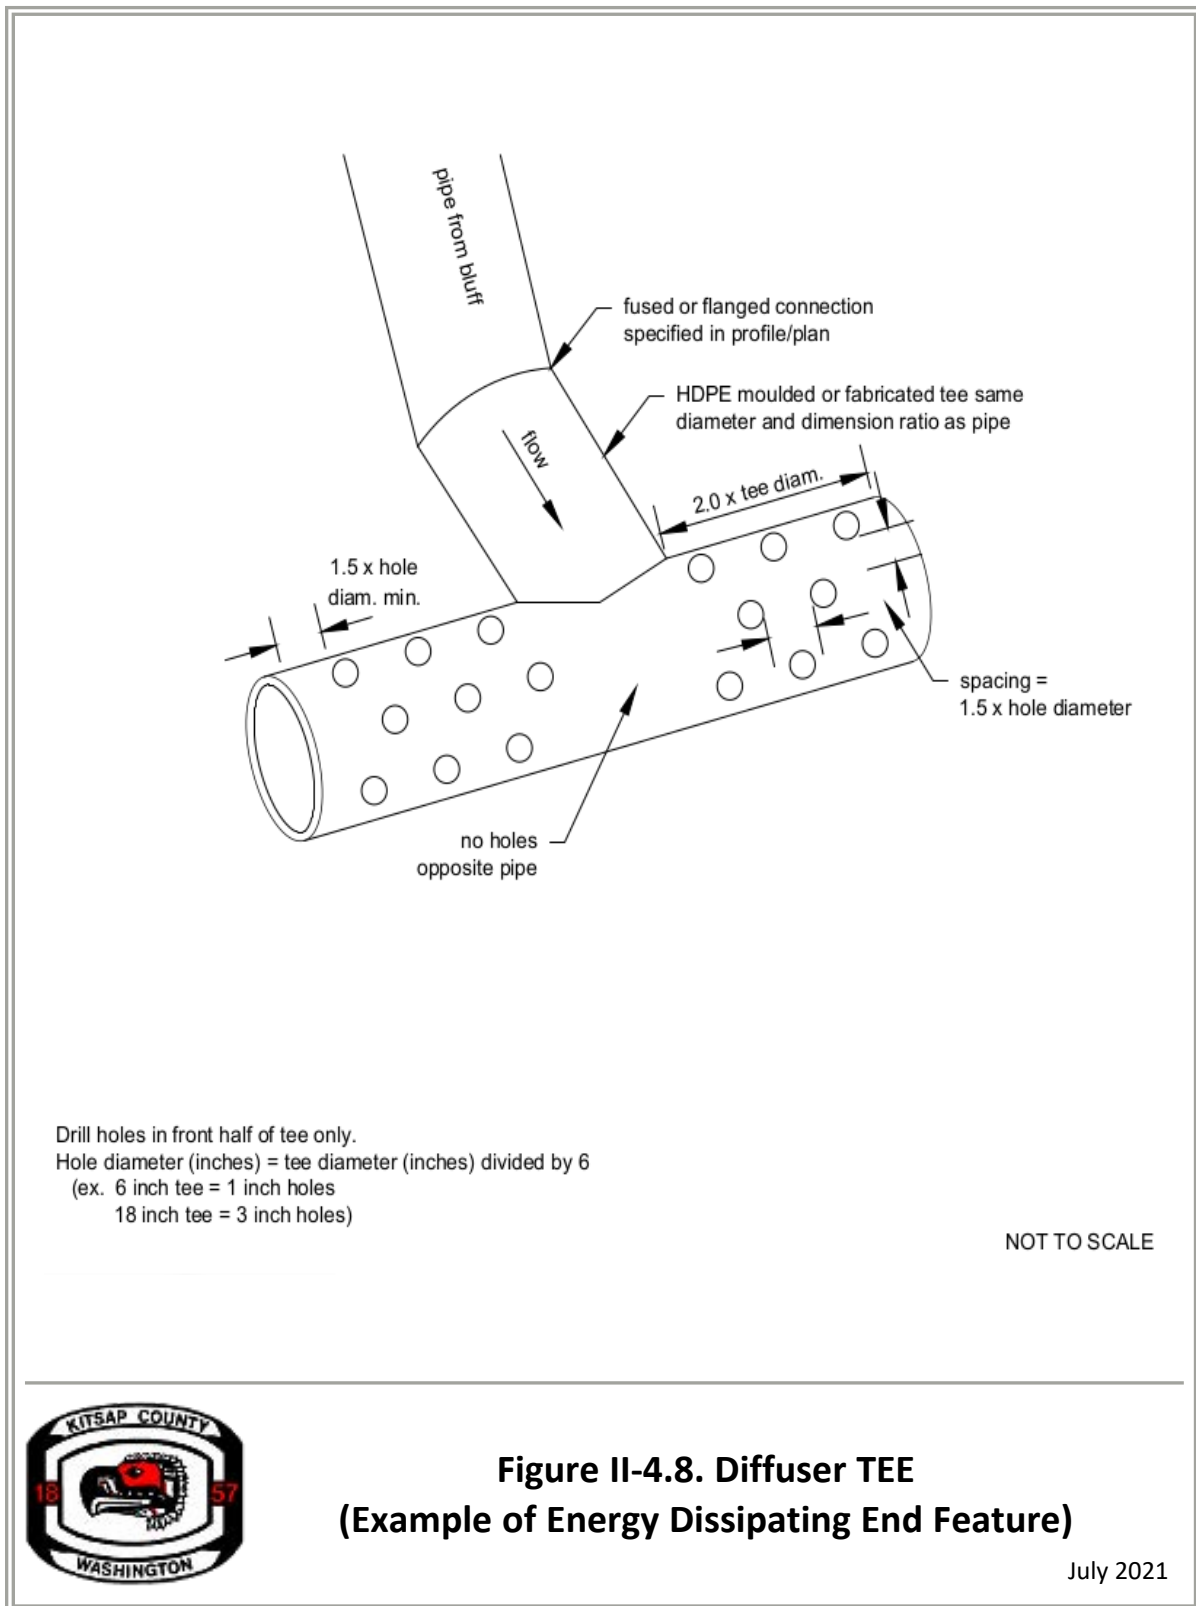 pipe from bluff
fused or flanged connection
specified in profile/plan
HDPE moulded or fabricated tee same
diameter and dimension ratio as pipe
flow
2.0 x tee diam.
1.5 x hole
diam. min.
spacing =
1.5 x hole diameter
no holes
opposite pipe
Drill holes in front half of tee only.
Hole diameter (inches) = tee diameter (inches) divided by 6
(ex. 6 inch tee = 1 inch holes
18 inch tee = 3 inch holes)
NOT TO SCALE
KITSAP COUNTY
18 57
WASHINGTON
Figure II-4.8. Diffuser TEE
(Example of Energy Dissipating End Feature)
July 2021